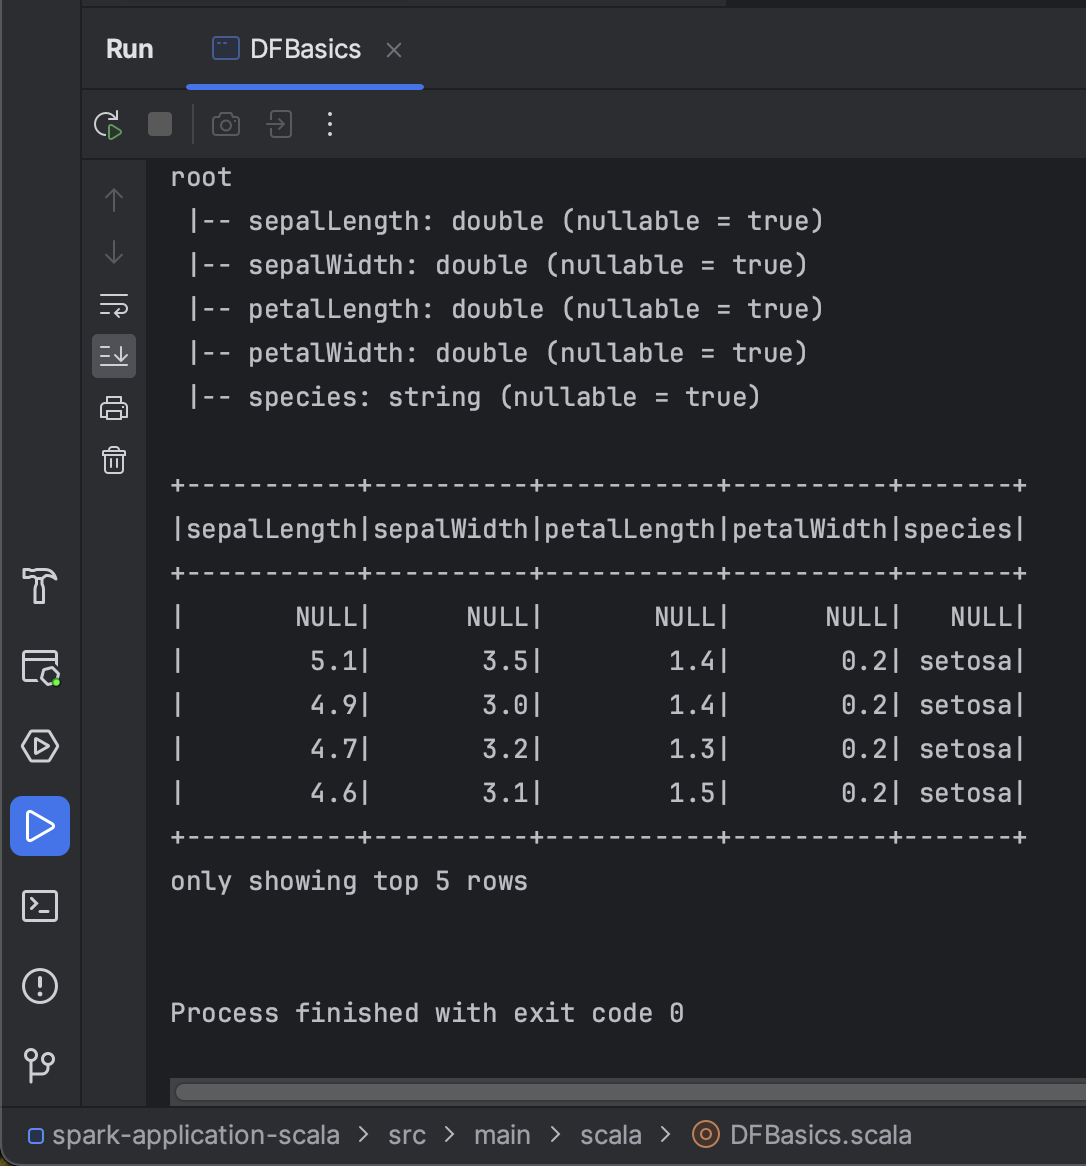 Run DFBasics
root
 |-- sepalLength: double (nullable = true)
 |-- sepalWidth: double (nullable = true)
 |-- petalLength: double (nullable = true)
 |-- petalWidth: double (nullable = true)
 |-- species: string (nullable = true)
+-----------+----------+-----------+----------+-------+
|sepalLength|sepalWidth|petalLength|petalWidth|species|
+-----------+----------+-----------+----------+-------+
|       NULL|      NULL|       NULL|      NULL|   NULL|
|        5.1|       3.5|        1.4|       0.2| setosa|
|        4.9|       3.0|        1.4|       0.2| setosa|
|        4.7|       3.2|        1.3|       0.2| setosa|
|        4.6|       3.1|        1.5|       0.2| setosa|
+-----------+----------+-----------+----------+-------+
only showing top 5 rows
Process finished with exit code 0
spark-application-scala > src > main > scala > DFBasics.scala